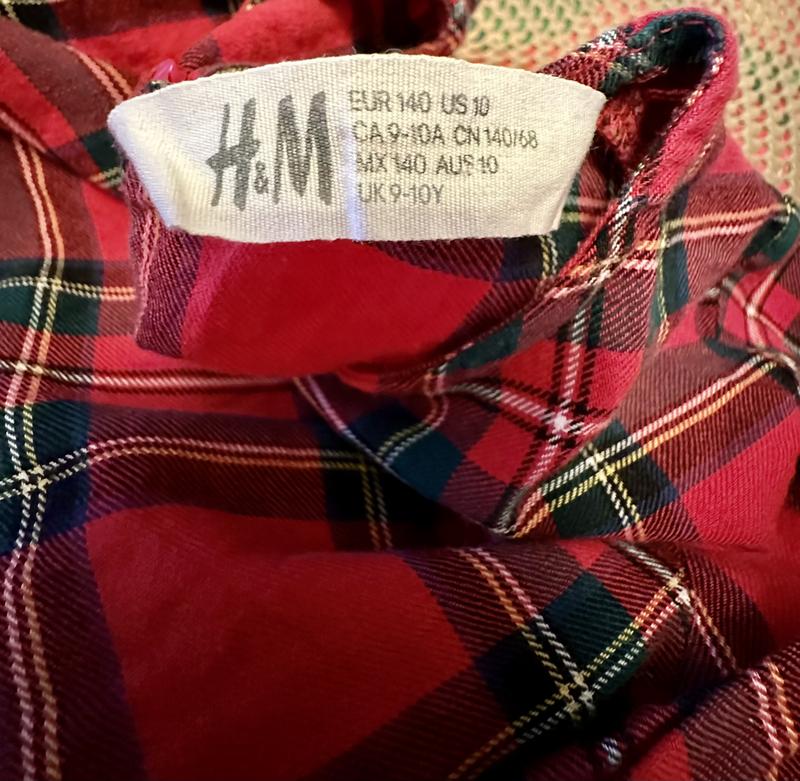 H&M
EUR 140 US 10
CA 9-10A CN 140/68
MX 140 AUS 10
UK 9-10Y